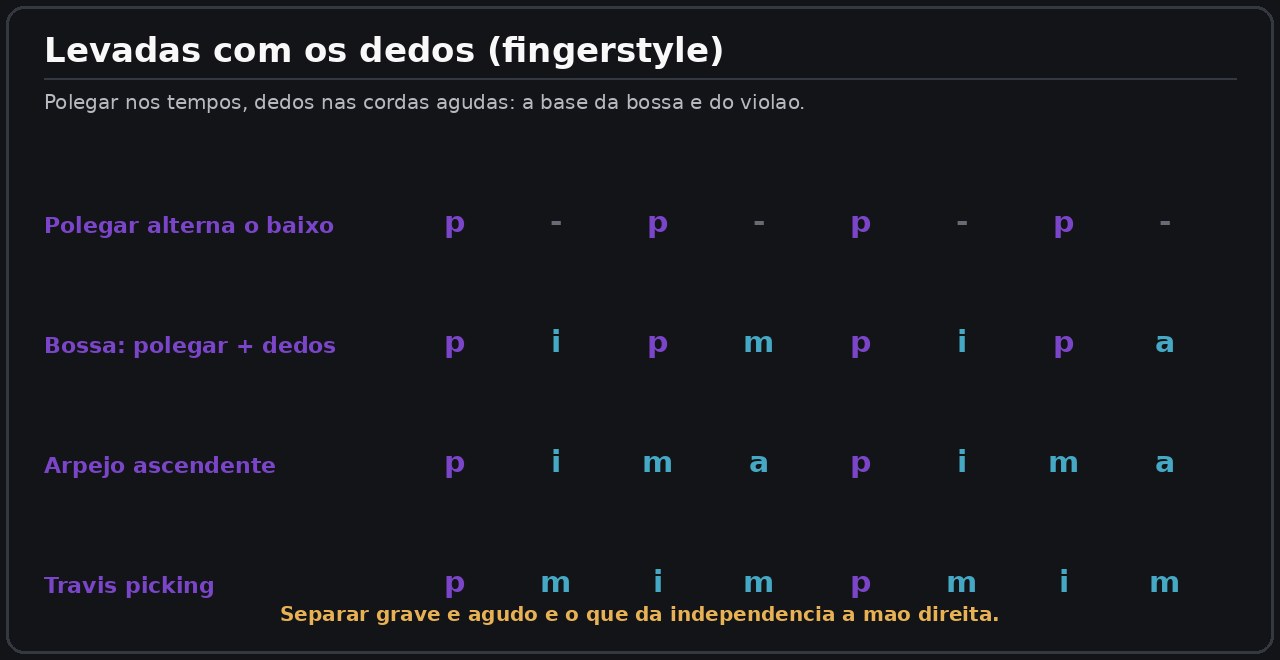 Levadas com os dedos (fingerstyle)
Polegar nos tempos, dedos nas cordas agudas: a base da bossa e do violao.
Polegar alterna o baixo p - p - p - p -
Bossa: polegar + dedos p i p m p i p a
Arpejo ascendente p i m a p i m a
Travis picking p m i m p m i m
Separar grave e agudo e o que da independencia a mao direita.